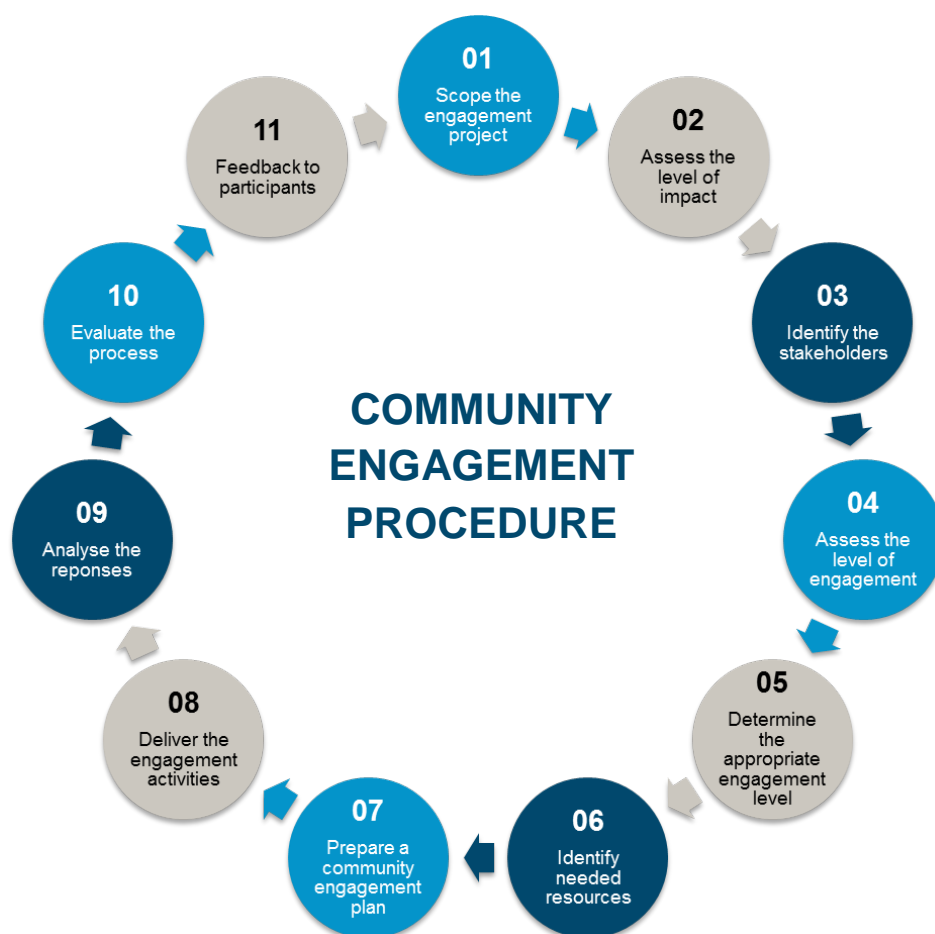 01
Scope the
engagement
project
02
Assess the
level of
impact
03
Identify the
stakeholders
04
Assess the
level of
engagement
05
Determine
the
appropriate
engagement
level
06
Identify
needed
resources
07
Prepare a
community
engagement
plan
08
Deliver the
engagement
activities
09
Analyse the
reponses
10
Evaluate the
process
11
Feedback to
participants
COMMUNITY
ENGAGEMENT
PROCEDURE